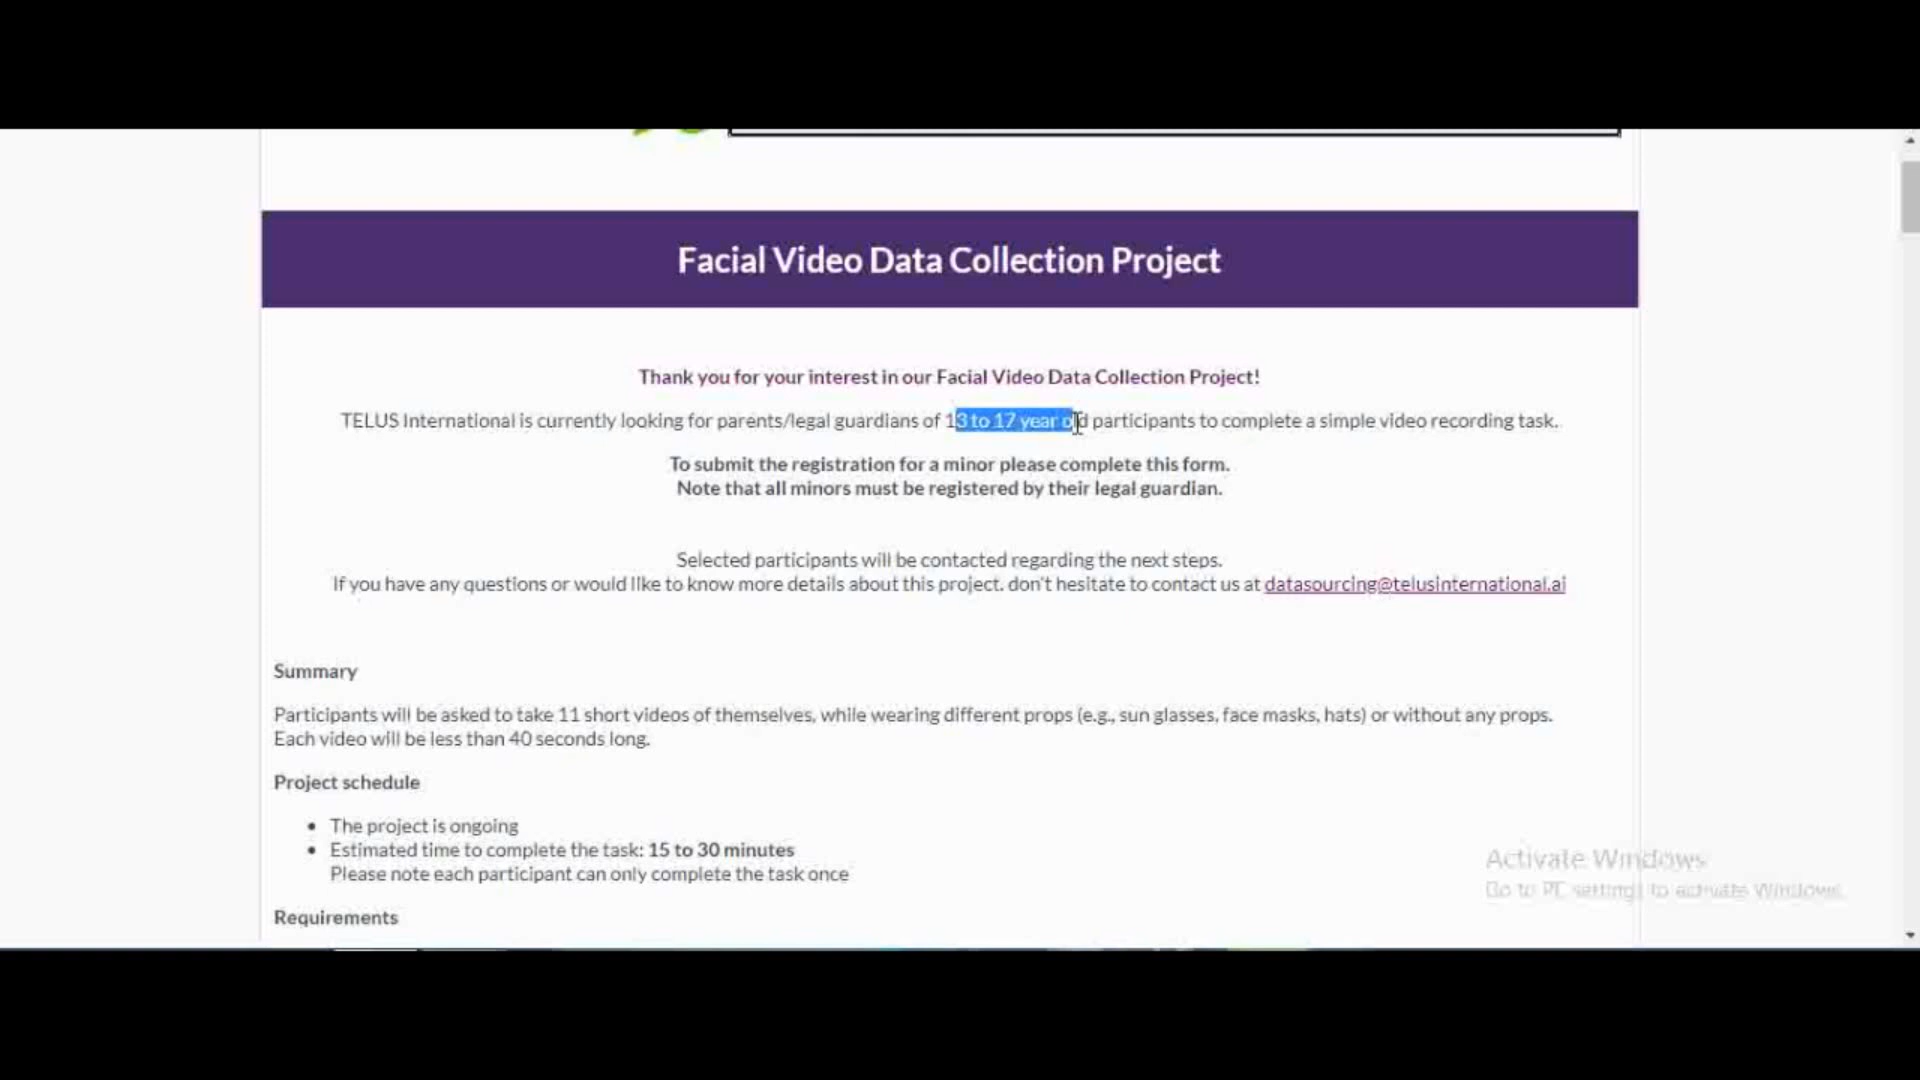 Facial Video Data Collection Project
Thank you for your interest in our Facial Video Data Collection Project!
TELUS International is currently looking for parents/legal guardians of 13 to 17 year old participants to complete a simple video recording task.
To submit the registration for a minor please complete this form.
Note that all minors must be registered by their legal guardian.
Selected participants will be contacted regarding the next steps.
If you have any questions or would like to know more details about this project. don't hesitate to contact us at datasourcing@telusinternational.ai
Summary
Participants will be asked to take 11 short videos of themselves, while wearing different props (e.g., sun glasses, face masks, hats) or without any props.
Each video will be less than 40 seconds long.
Project schedule
• The project is ongoing
• Estimated time to complete the task: 15 to 30 minutes
Please note each participant can only complete the task once
Activate Windows
Go to PC settings to activate Windows.
Requirements